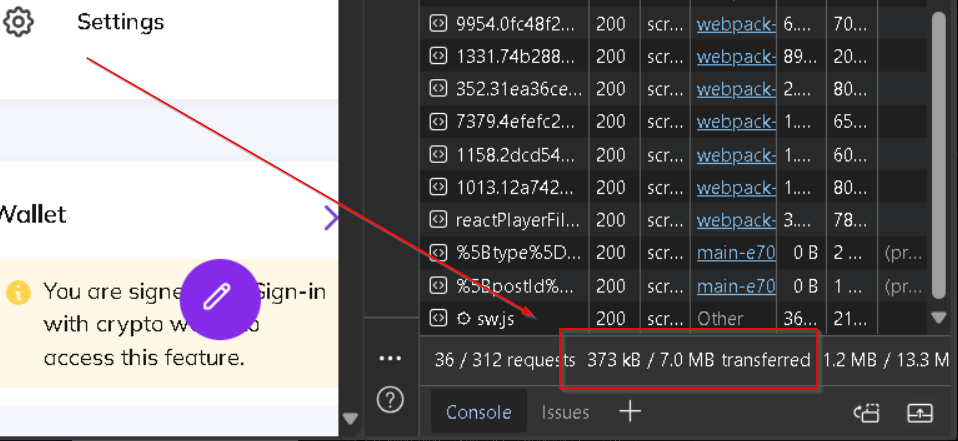 Settings
Wallet
You are signe Sign-in
with crypto w
access this feature.
9954.0fc48f2... 200 scr... webpack- 6.... 70...
1331.74b288... 200 scr... webpack- 89... 20...
352.31ea36ce... 200 scr... webpack- 2.... 80...
7379.4efefc2... 200 scr... webpack- 1.... 65...
1158.2dcd54... 200 scr... webpack- 1.... 60...
1013.12a742... 200 scr... webpack- 1.... 80...
reactPlayerFil... 200 scr... webpack- 3.... 78...
%5Btype%5D... 200 scr... main-e70 0 B 2 ... (pr...
%5BpostId%... 200 scr... main-e70 0 B 1 ... (pr...
sw.js 200 scr... Other 36... 21...
36 / 312 requests 373 kB / 7.0 MB transferred 1.2 MB / 13.3 M
Console Issues